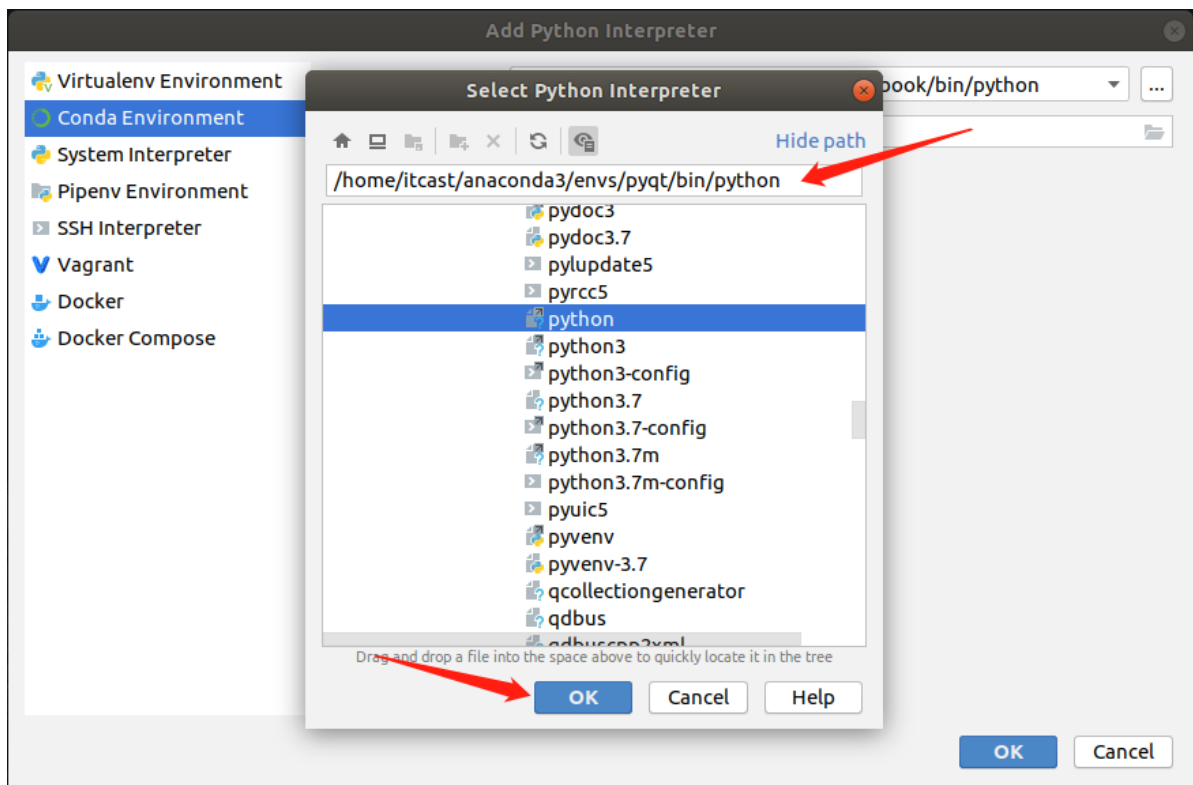 Add Python Interpreter
Virtualenv Environment
Conda Environment
System Interpreter
Pipenv Environment
SSH Interpreter
Vagrant
Docker
Docker Compose
book/bin/python
...
Select Python Interpreter
Hide path
/home/itcast/anaconda3/envs/pyqt/bin/python
pydoc3
pydoc3.7
pylupdate5
pyrcc5
python
python3
python3-config
python3.7
python3.7-config
python3.7m
python3.7m-config
pyuic5
pyvenv
pyvenv-3.7
qcollectiongenerator
qdbus
qdbuscpp2xml
Drag and drop a file into the space above to quickly locate it in the tree
OK Cancel Help
OK Cancel